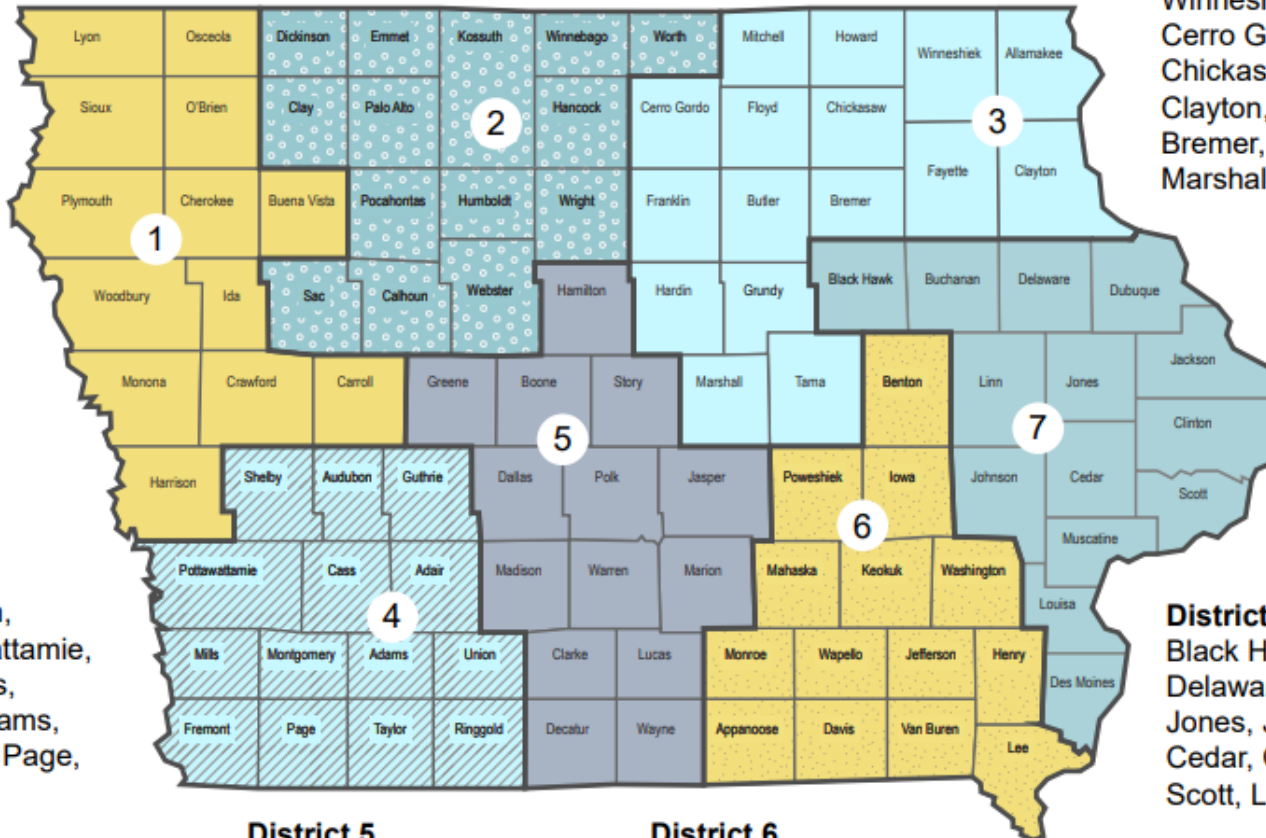 Lyon
Osceola
Dickinson
Emmet
Kossuth
Winnebago
Worth
Mitchell
Howard
Winneshiek
Allamakee
Sioux
O'Brien
Clay
Palo Alto
2
Hancock
Cerro Gordo
Floyd
Chickasaw
3
Plymouth
Cherokee
Buena Vista
Pocahontas
Humboldt
Wright
Franklin
Butler
Bremer
Fayette
Clayton
1
Woodbury
Ida
Sac
Calhoun
Webster
Hamilton
Hardin
Grundy
Black Hawk
Buchanan
Delaware
Dubuque
Monona
Crawford
Carroll
Greene
Boone
Story
Marshall
Tama
Benton
Linn
Jones
Jackson
5
7
Clinton
Harrison
Shelby
Audubon
Guthrie
Dallas
Polk
Jasper
Poweshiek
Iowa
Johnson
Cedar
Scott
6
Muscatine
Pottawattamie
Cass
Adair
Madison
Warren
Marion
Mahaska
Keokuk
Washington
Louisa
4
Mills
Montgomery
Adams
Union
Clarke
Lucas
Monroe
Wapello
Jefferson
Henry
Des Moines
Fremont
Page
Taylor
Ringgold
Decatur
Wayne
Appanoose
Davis
Van Buren
Lee
Cerro G
Chickas
Clayton,
Bremer,
Marshal
attamie,
s,
ams,
Page,
District
Black H
Delawa
Jones, J
Cedar, C
Scott, L
District 5
District 6